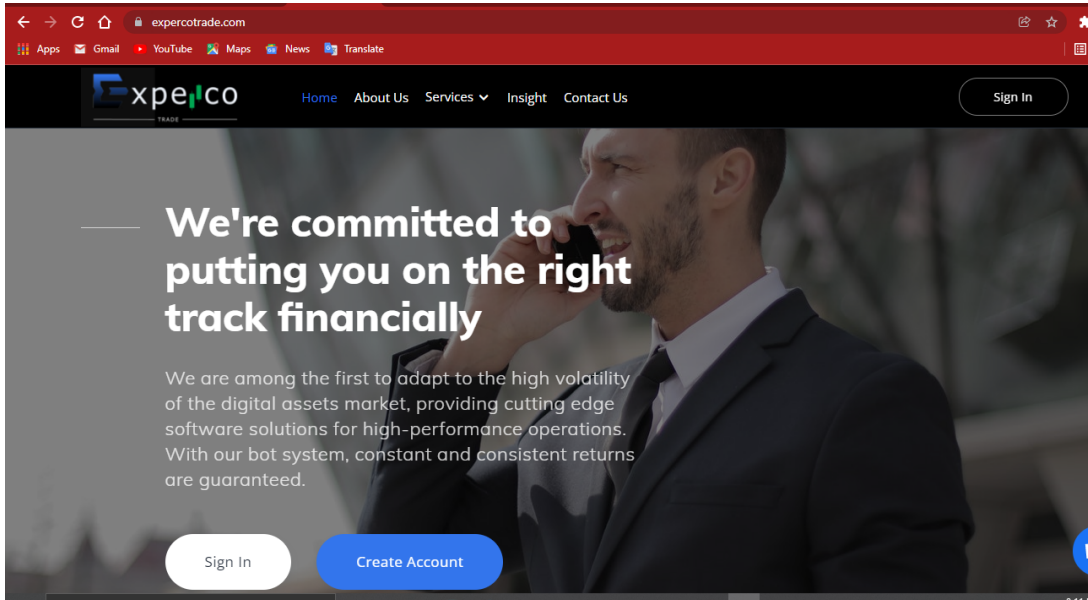 expercotrade.com
Apps Gmail YouTube Maps News Translate
Experco
TRADE
Home About Us Services Insight Contact Us
Sign In
We're committed to
putting you on the right
track financially
We are among the first to adapt to the high volatility
of the digital assets market, providing cutting edge
software solutions for high-performance operations.
With our bot system, constant and consistent returns
are guaranteed.
Sign In Create Account